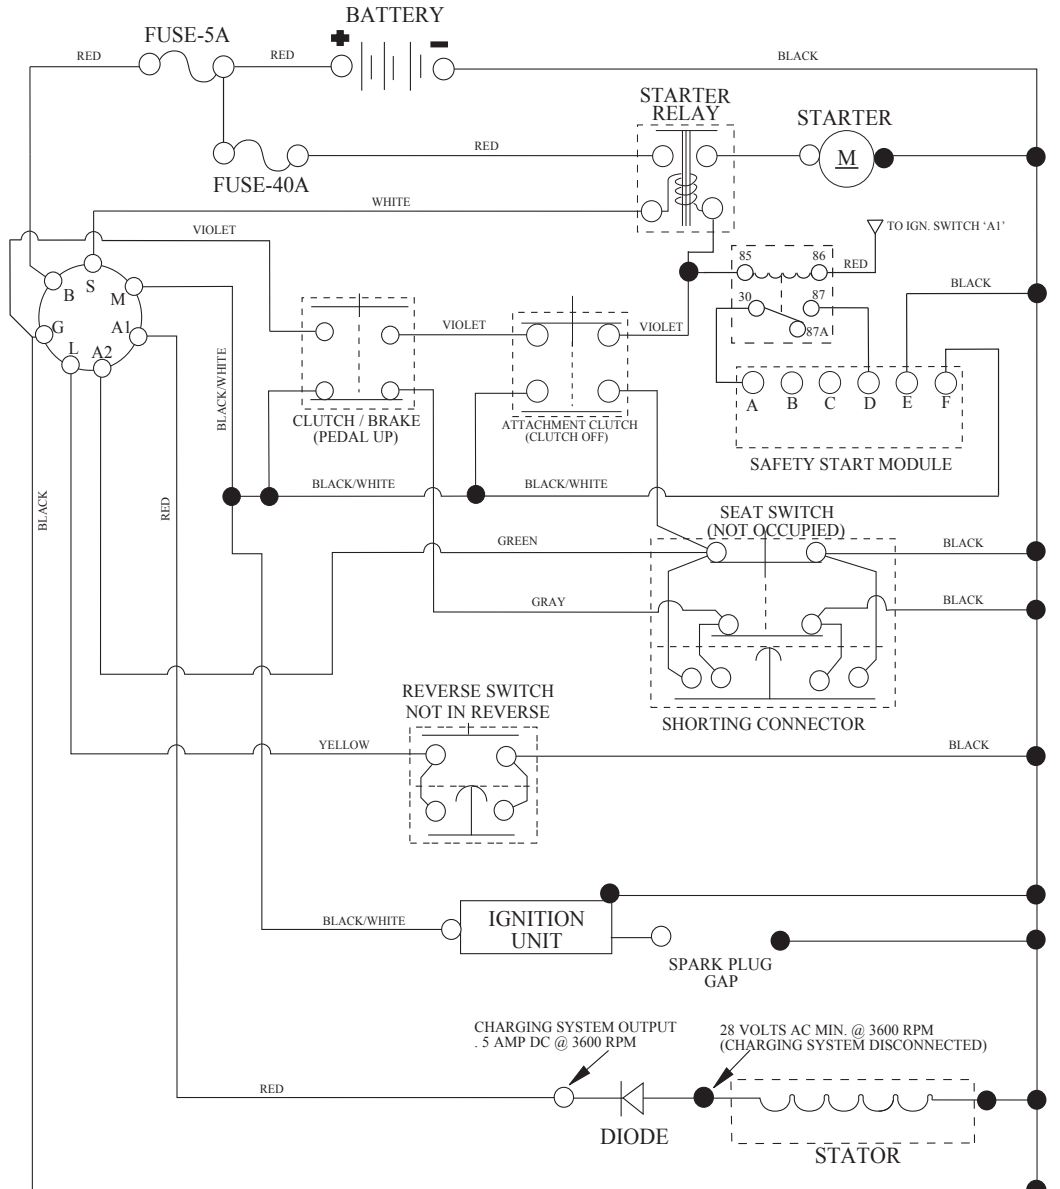 BATTERY
FUSE-5A
RED
RED
BLACK
STARTER
RELAY
STARTER
M
RED
FUSE-40A
WHITE
VIOLET
TO IGN. SWITCH ‘A1’
85
86
RED
BLACK
B
S
M
30
87
G
A1
VIOLET
VIOLET
87A
L
A2
BLACK/WHITE
A
B
C
D
E
F
CLUTCH / BRAKE
(PEDAL UP)
ATTACHMENT CLUTCH
(CLUTCH OFF)
SAFETY START MODULE
BLACK/WHITE
BLACK/WHITE
BLACK
RED
SEAT SWITCH
(NOT OCCUPIED)
GREEN
BLACK
GRAY
BLACK
REVERSE SWITCH
NOT IN REVERSE
SHORTING CONNECTOR
YELLOW
BLACK
BLACK/WHITE
IGNITION
UNIT
SPARK PLUG
GAP
CHARGING SYSTEM OUTPUT
. 5 AMP DC @ 3600 RPM
28 VOLTS AC MIN. @ 3600 RPM
(CHARGING SYSTEM DISCONNECTED)
RED
DIODE
STATOR